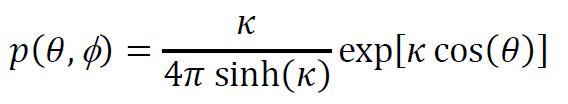 p(θ, ϕ) = κ / (4π sinh(κ)) exp[κ cos(θ)]